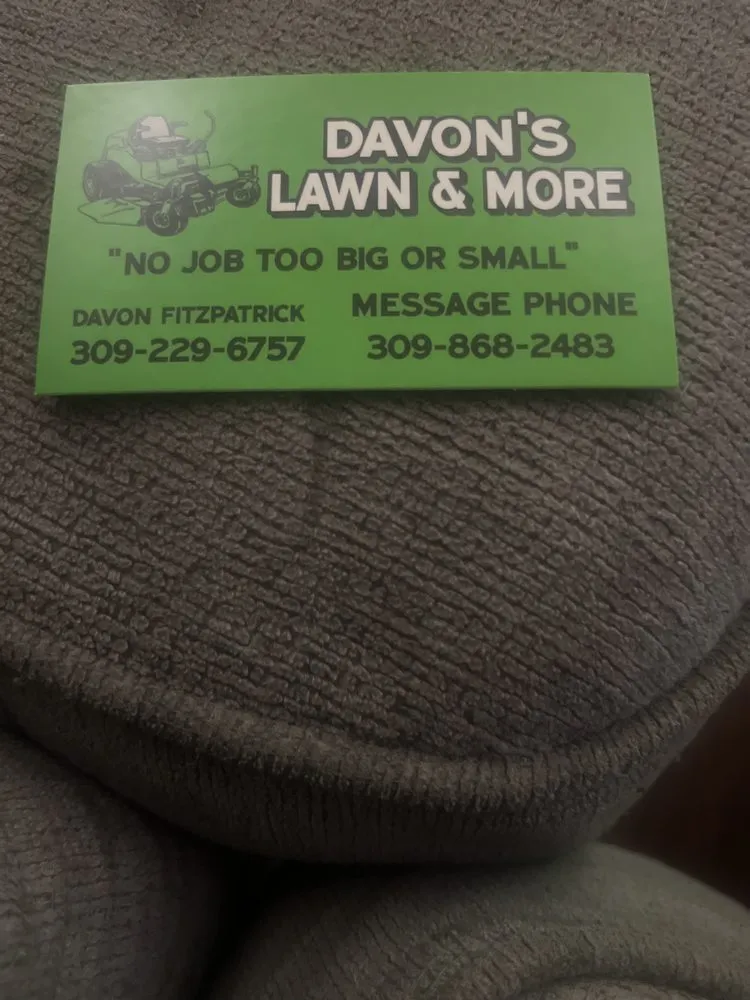 DAVON'S
LAWN & MORE
"NO JOB TOO BIG OR SMALL"
DAVON FITZPATRICK
309-229-6757
MESSAGE PHONE
309-868-2483